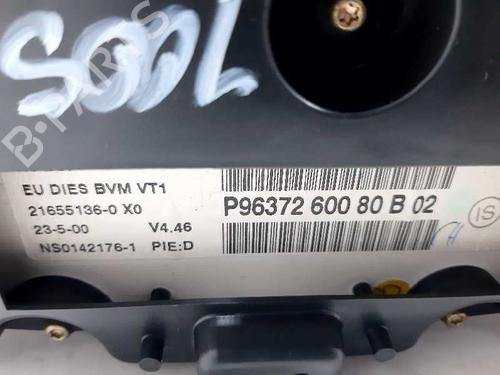 SOOL
B-PARTS
EU DIES BVM VT1
21655136-0 X0
23-5-00 V4.46
NS0142176-1 PIE:D
P96372 600 80 B 02
IS